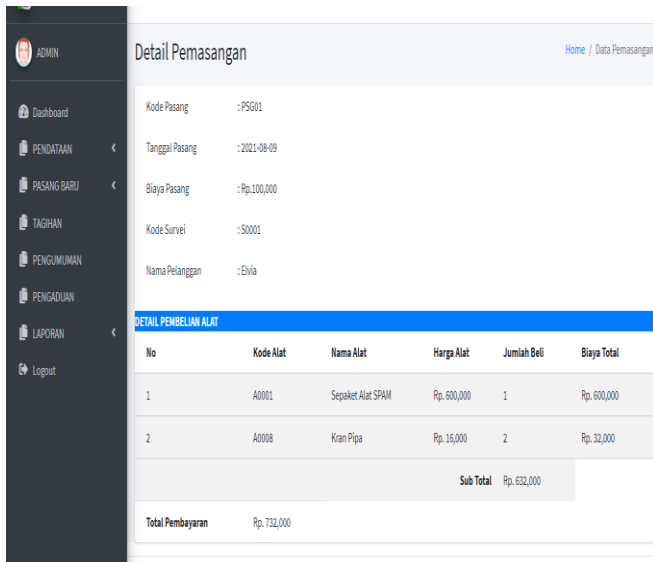 ADMIN
Dashboard
PENDATAAN
PASANG BARU
TAGIHAN
PENGUMUMAN
PENGADUAN
LAPORAN
Logout
Detail Pemasangan
Home / Data Pemasangan
Kode Pasang : PSG01
Tanggal Pasang : 2021-08-09
Biaya Pasang : Rp.100,000
Kode Survei : S0001
Nama Pelanggan : Elvia
DETAIL PEMBELIAN ALAT
No Kode Alat Nama Alat Harga Alat Jumlah Beli Biaya Total
1 A0001 Sepaket Alat SPAM Rp. 600,000 1 Rp. 600,000
2 A0008 Kran Pipa Rp. 16,000 2 Rp. 32,000
Sub Total Rp. 632,000
Total Pembayaran Rp. 732,000